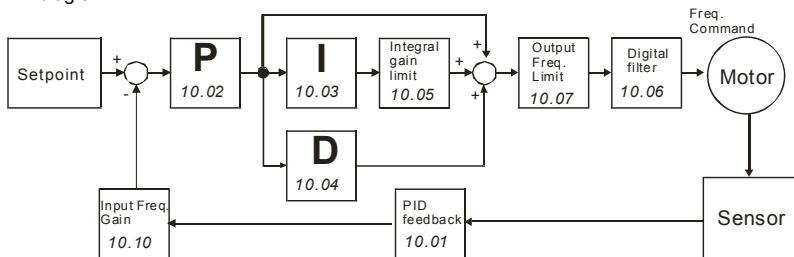 Freq.
Command
Setpoint
+
-
P
10.02
I
10.03
Integral
gain
limit
10.05
+
+
+
Output
Freq.
Limit
10.07
Digital
filter
10.06
Motor
D
10.04
Input Freq.
Gain
10.10
PID
feedback
10.01
Sensor